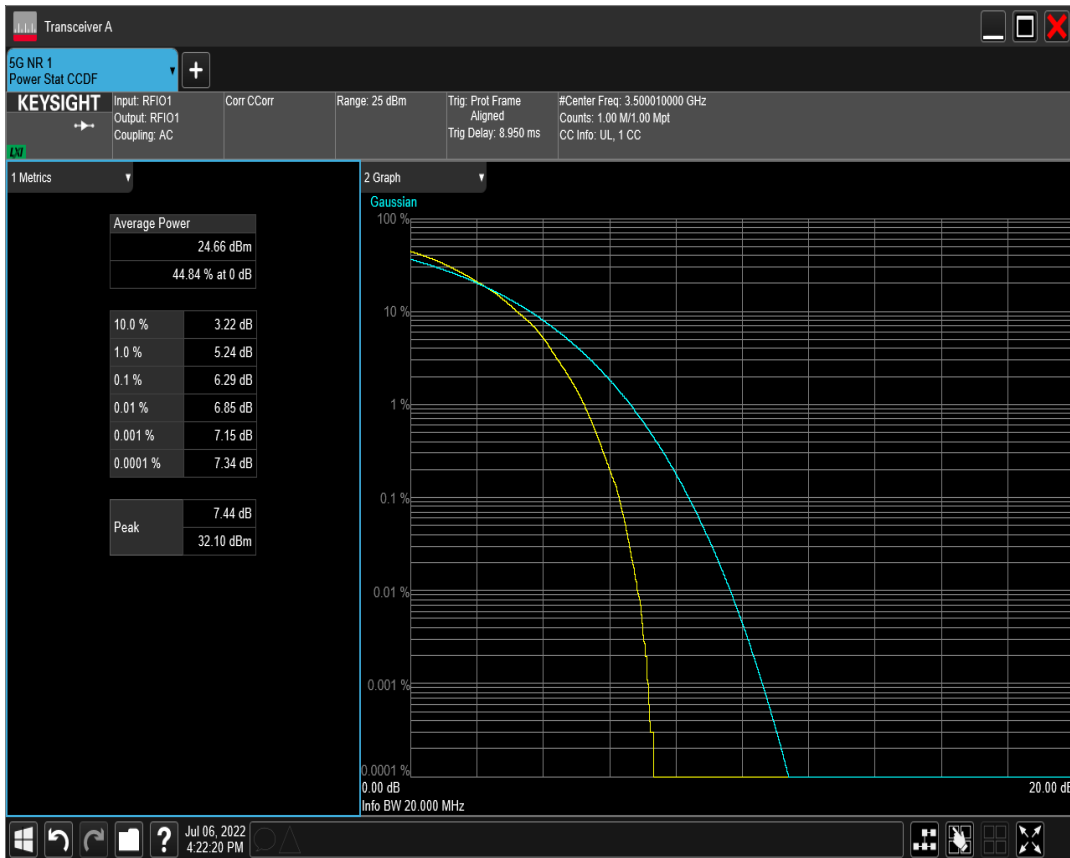 Transceiver A
5G NR 1
Power Stat CCDF
KEYSIGHT
LXI
Input: RFIO1
Output: RFIO1
Coupling: AC
Corr CCorr
Range: 25 dBm
Trig: Prot Frame
Aligned
Trig Delay: 8.950 ms
#Center Freq: 3.500010000 GHz
Counts: 1.00 M/1.00 Mpt
CC Info: UL, 1 CC
1 Metrics
Average Power
24.66 dBm
44.84 % at 0 dB
10.0 % 3.22 dB
1.0 % 5.24 dB
0.1 % 6.29 dB
0.01 % 6.85 dB
0.001 % 7.15 dB
0.0001 % 7.34 dB
Peak 7.44 dB
32.10 dBm
2 Graph
Gaussian
100 %
10 %
1 %
0.1 %
0.01 %
0.001 %
0.0001 %
0.00 dB 20.00 dB
Info BW 20.000 MHz
Jul 06, 2022
4:22:20 PM